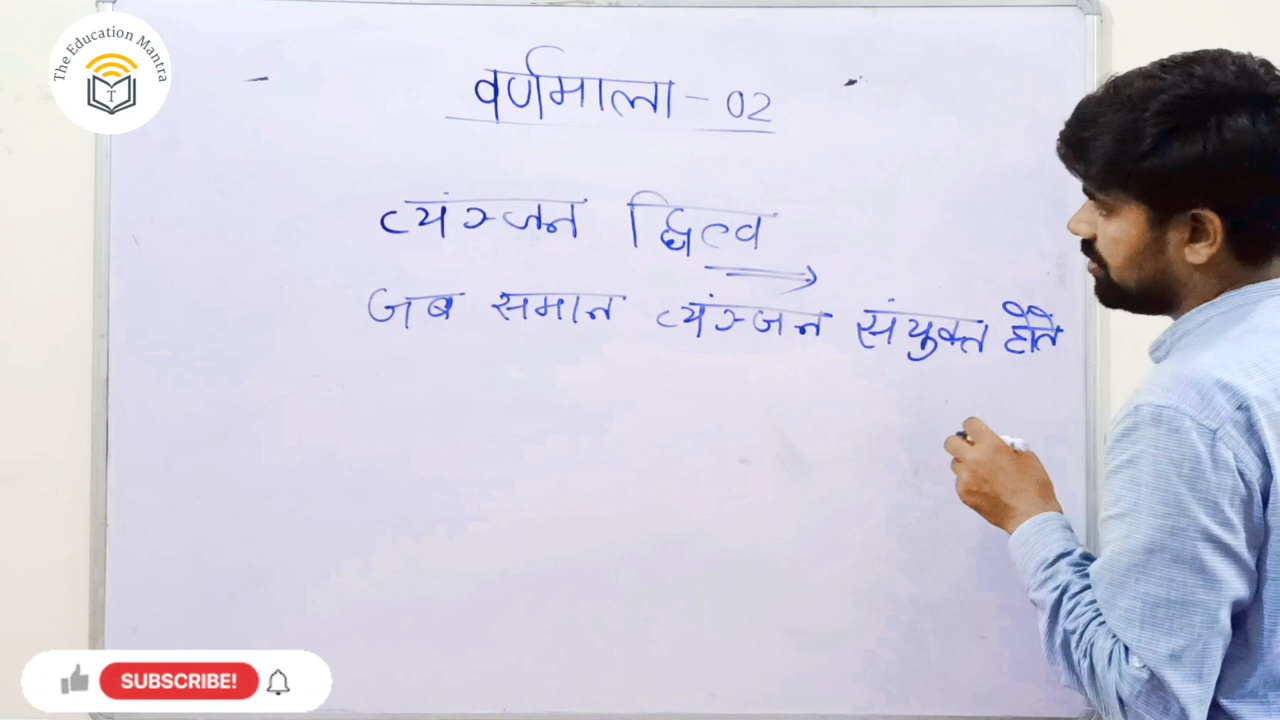 The Education Mantra
T
वर्णमाला - 02
व्यंञ्जन द्वित्व
जब समान व्यंञ्जन संयुक्त होते
SUBSCRIBE!